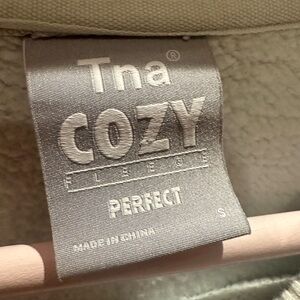 Tna®
COZY
FLEECE
PERFECT
S
MADE IN CHINA